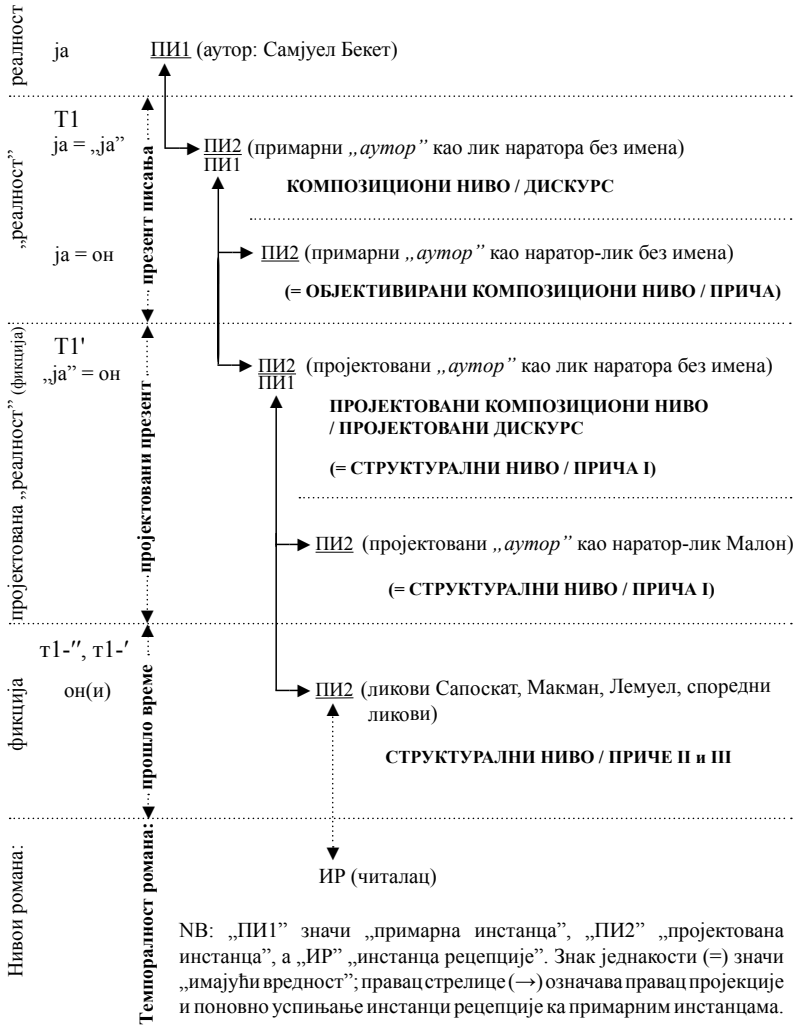 реалност
ја
ПИ1 (аутор: Самјуел Бекет)
„реалност”
T1
ја = „ја”
презент писања
ПИ2 (примарни „аутор” као лик наратора без имена)
ПИ1
КОМПОЗИЦИОНИ НИВО / ДИСКУРС
ја = он
ПИ2 (примарни „аутор” као наратор-лик без имена)
(= ОБЈЕКТИВИРАНИ КОМПОЗИЦИОНИ НИВО / ПРИЧА)
пројектована „реалност” (фикција)
T1'
„ја” = он
пројектовани презент
ПИ2 (пројектовани „аутор” као лик наратора без имена)
ПИ1
ПРОЈЕКТОВАНИ КОМПОЗИЦИОНИ НИВО
/ ПРОЈЕКТОВАНИ ДИСКУРС
(= СТРУКТУРАЛНИ НИВО / ПРИЧА I)
ПИ2 (пројектовани „аутор” као наратор-лик Малон)
(= СТРУКТУРАЛНИ НИВО / ПРИЧА I)
фикција
т1-″, т1-′
он(и)
прошло време
ПИ2 (ликови Сапоскат, Макман, Лемуел, споредни
ликови)
СТРУКТУРАЛНИ НИВО / ПРИЧЕ II и III
Нивои романа:
Темпоралност романа:
ИР (читалац)
NB: „ПИ1” значи „примарна инстанца”, „ПИ2” „пројектована
инстанца”, а „ИР” „инстанца рецепције”. Знак једнакости (=) значи
„имајући вредност”; правац стрелице (→) означава правац пројекције
и поновно успињање инстанци рецепције ка примарним инстанцама.